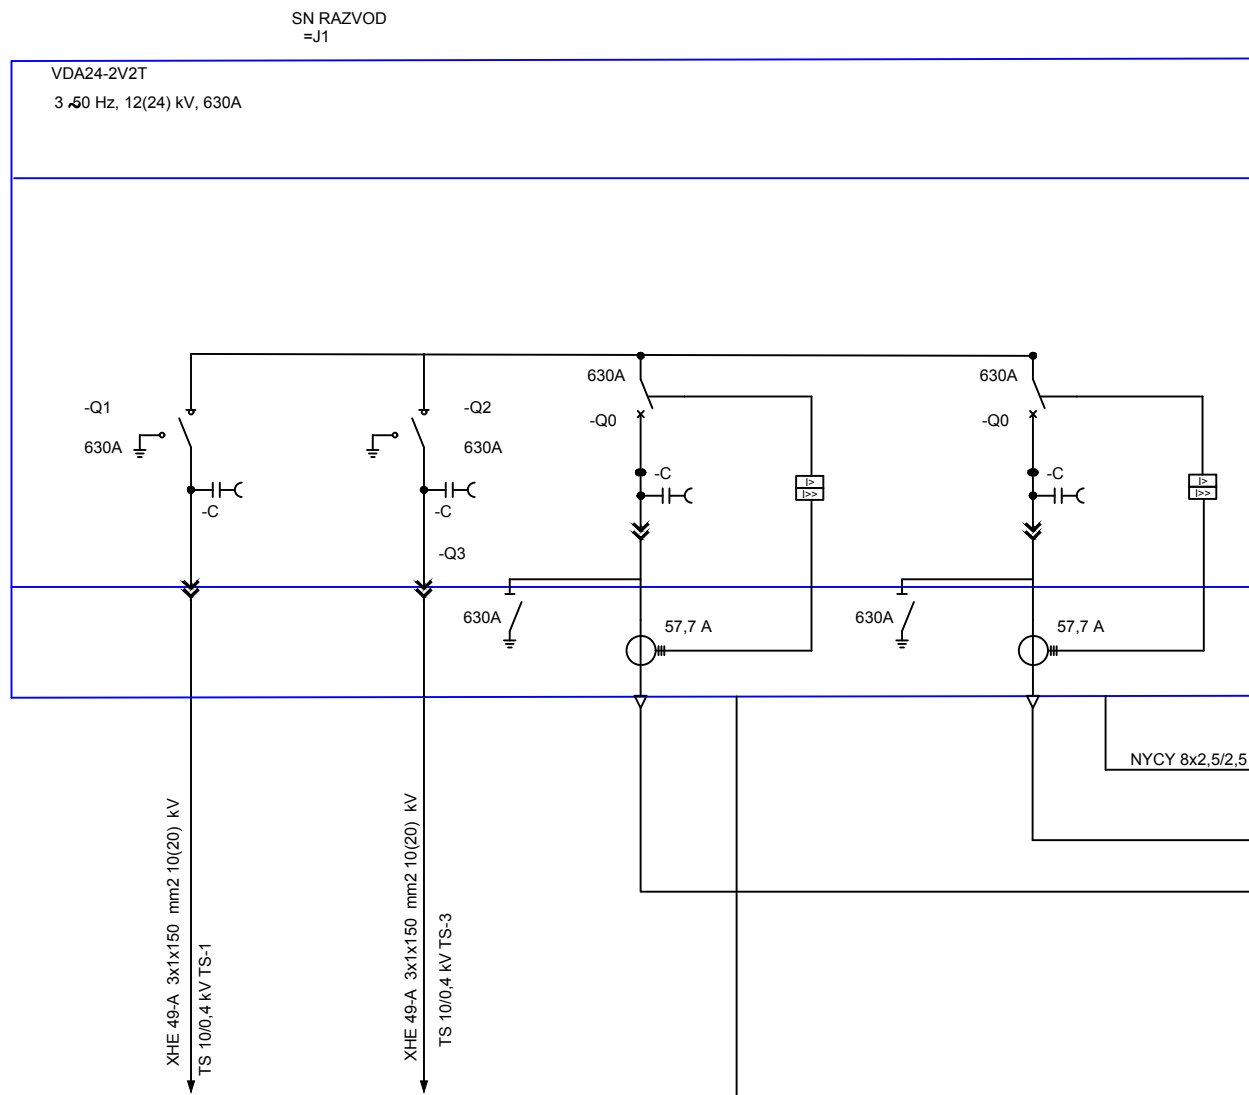 SN RAZVOD
=J1
VDA24-2V2T
3 ~50 Hz, 12(24) kV, 630A
630A
630A
-Q1
-Q2
-Q0
-Q0
630A
630A
-C
-C
I>
I>>
I>
I>>
-C
-C
-Q3
630A
57,7 A
630A
57,7 A
NYCY 8x2,5/2,5
XHE 49-A 3x1x150 mm2 10(20) kV
TS 10/0,4 kV TS-1
XHE 49-A 3x1x150 mm2 10(20) kV
TS 10/0,4 kV TS-3